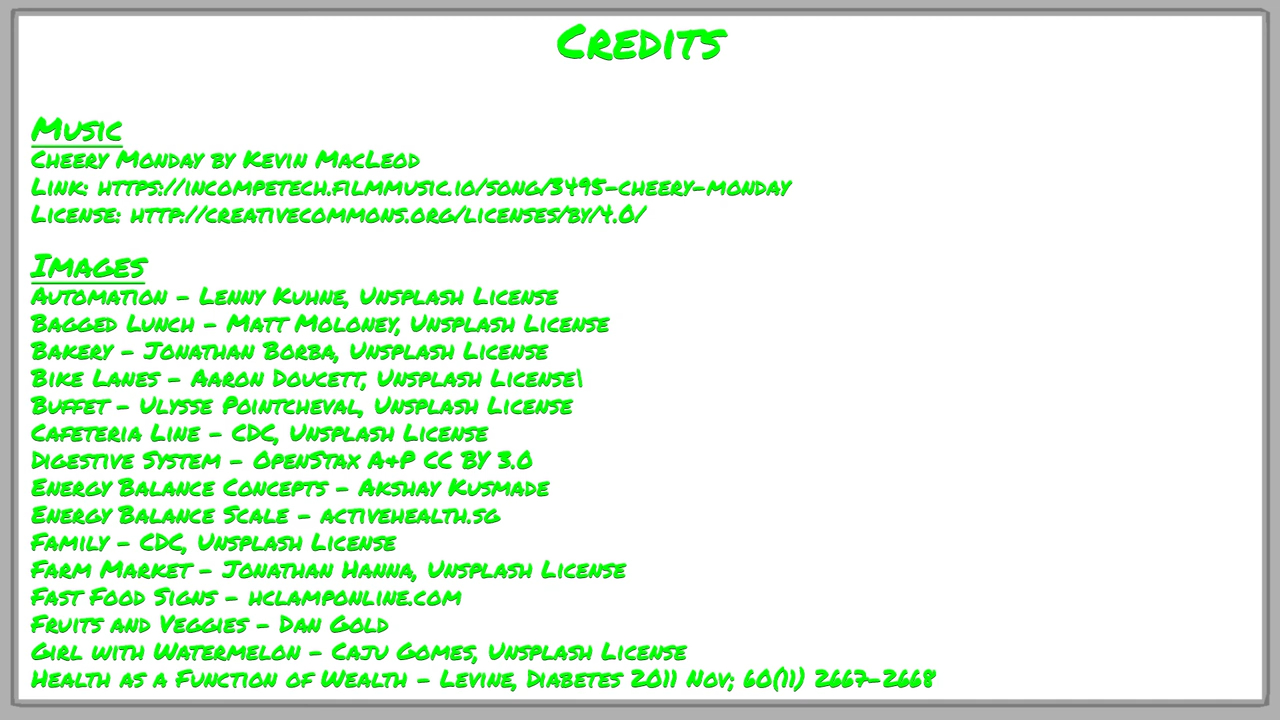 Credits
Music
Cheery Monday by Kevin MacLeod
Link: https://incompetech.filmmusic.io/song/3495-cheery-monday
License: http://creativecommons.org/licenses/by/4.0/
Images
Automation – Lenny Kuhne, Unsplash License
Bagged Lunch – Matt Moloney, Unsplash License
Bakery – Jonathan Borba, Unsplash License
Bike Lanes – Aaron Doucett, Unsplash License\
Buffet – Ulysse Pointcheval, Unsplash License
Cafeteria Line – CDC, Unsplash License
Digestive System – OpenStax A&P CC BY 3.0
Energy Balance Concepts – Akshay Kusmade
Energy Balance Scale – activehealth.sg
Family – CDC, Unsplash License
Farm Market – Jonathan Hanna, Unsplash License
Fast Food Signs – hclamponline.com
Fruits and Veggies – Dan Gold
Girl with Watermelon – Caju Gomes, Unsplash License
Health as a Function of Wealth – Levine, Diabetes 2011 Nov; 60(11) 2667-2668